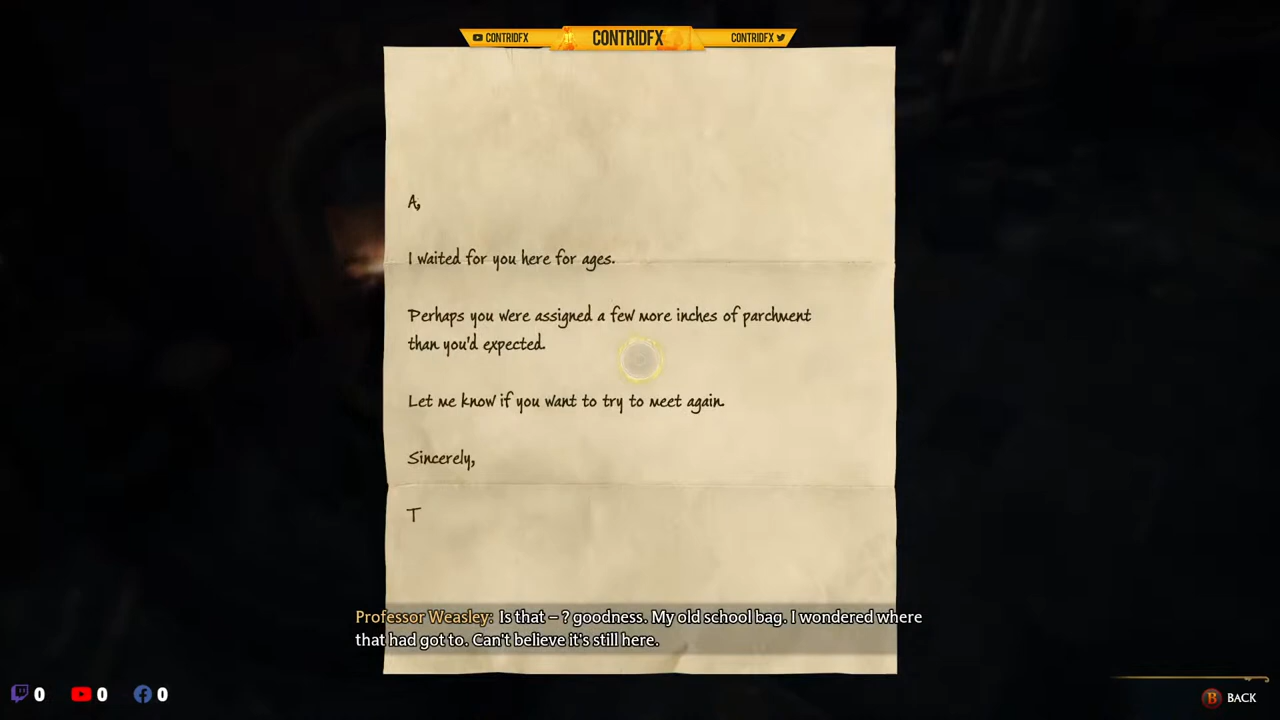 CONTRIDFX
CONTRIDFX
CONTRIDFX
A,
I waited for you here for ages.
Perhaps you were assigned a few more inches of parchment
than you'd expected.
Let me know if you want to try to meet again.
Sincerely,
T
Professor Weasley: Is that – ? goodness. My old school bag. I wondered where
that had got to. Can't believe it's still here.
0 0 0
B BACK